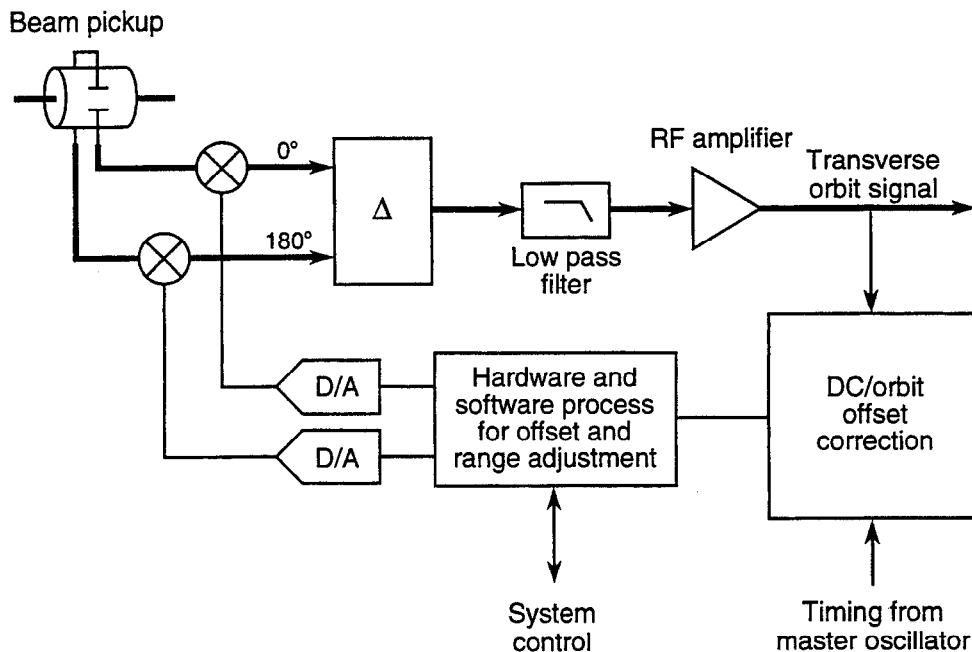 Beam pickup
0°
180°
Δ
Low pass
filter
RF amplifier
Transverse
orbit signal
D/A
D/A
Hardware and
software process
for offset and
range adjustment
DC/orbit
offset
correction
System
control
Timing from
master oscillator